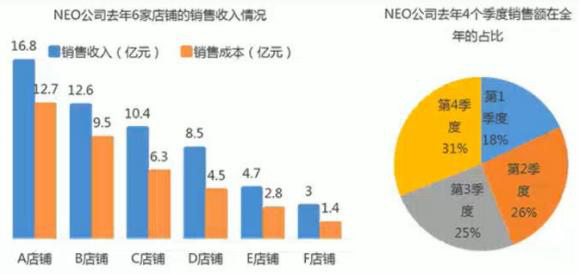 NEO公司去年6家店铺的销售收入情况
销售收入（亿元）
销售成本（亿元）
16.8
12.7
12.6
9.5
10.4
6.3
8.5
4.5
4.7
2.8
3
1.4
A店铺
B店铺
C店铺
D店铺
E店铺
F店铺
NEO公司去年4个季度销售额在全
年的占比
第1
季度
18%
第2季
度
26%
第3季
度
25%
第4季
度
31%